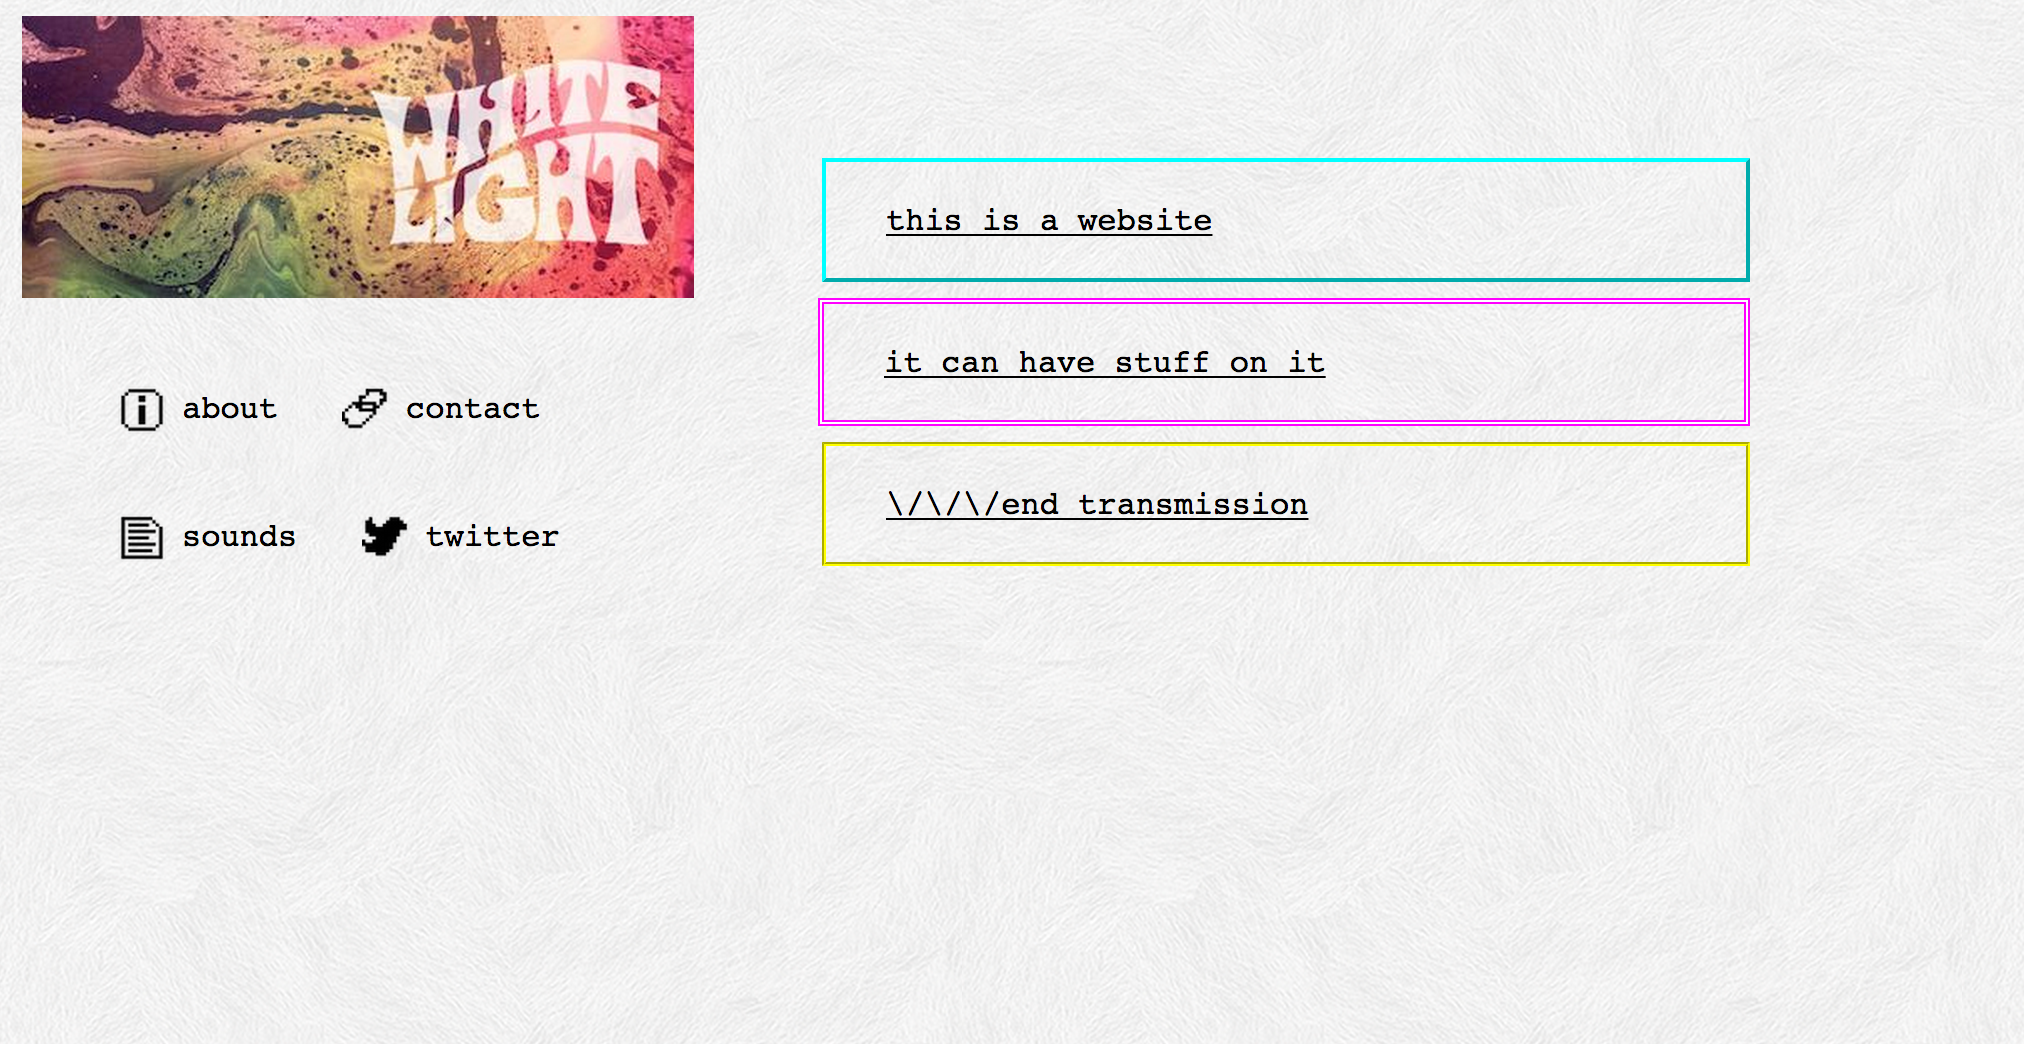 WHITE
LIGHT
about
contact
sounds
twitter
this is a website
it can have stuff on it
\/\/\/end transmission